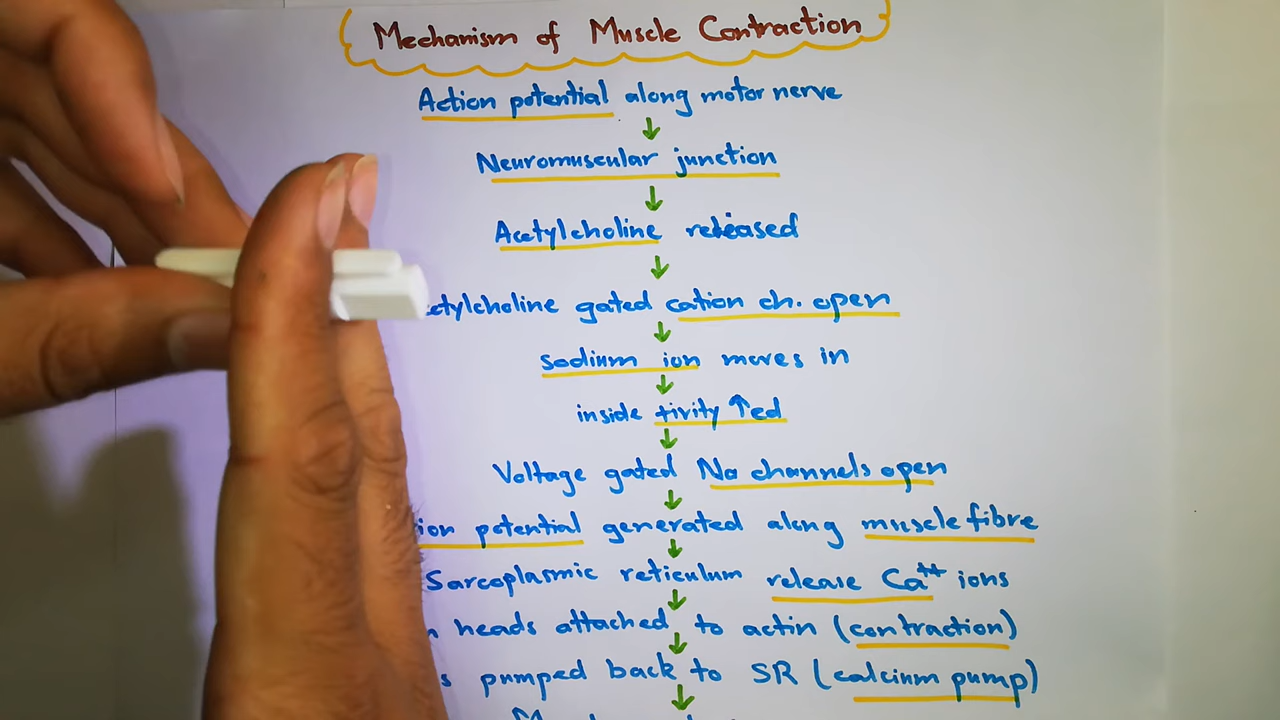 Mechanism of Muscle Contraction
Action potential along motor nerve
Neuromuscular junction
Acetylcholine released
etylcholine gated cation ch. open
sodium ion moves in
inside tivity ↑ed
Voltage gated Na channels open
ion potential generated along muscle fibre
Sarcoplasmic reticulum release Ca++ ions
heads attached to actin (contraction)
pumped back to SR (calcium pump)